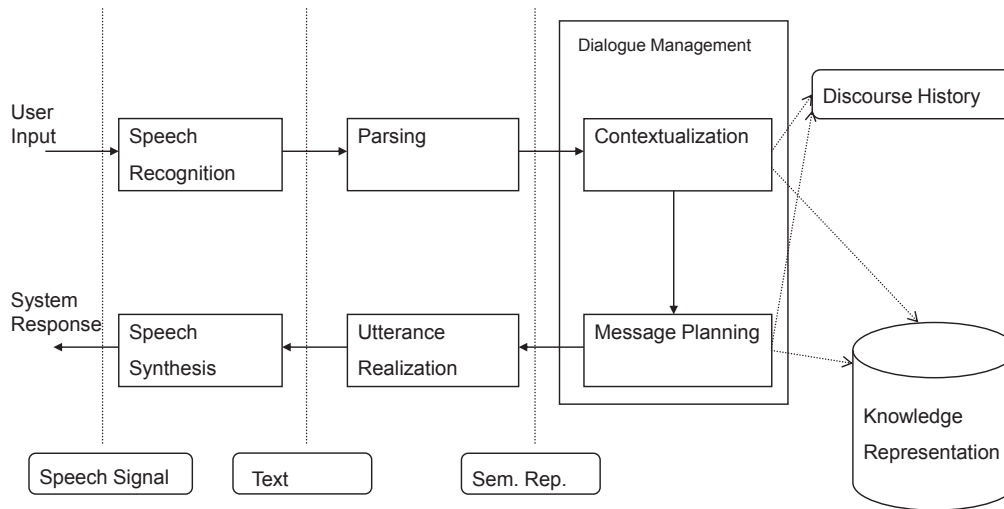 Dialogue Management
User
Input
Speech
Recognition
Parsing
Contextualization
Discourse History
System
Response
Speech
Synthesis
Utterance
Realization
Message Planning
Knowledge
Representation
Speech Signal
Text
Sem. Rep.